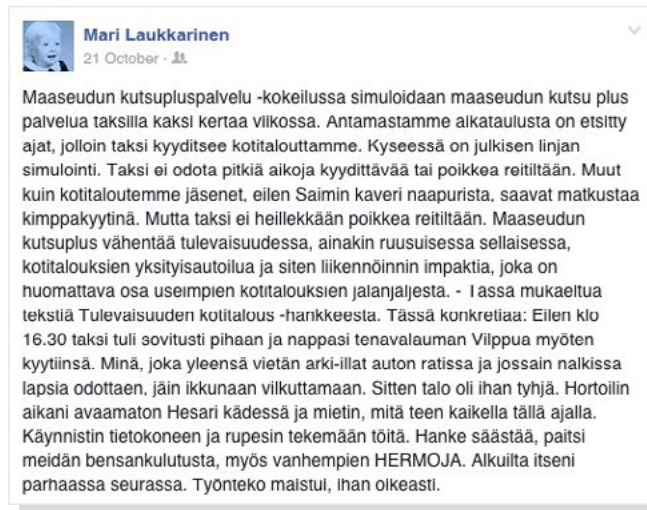 Mari Laukkarinen
21 October ·
Maaseudun kutsupluspalvelu -kokeilussa simuloidaan maaseudun kutsu plus
palvelua taksilla kaksi kertaa viikossa. Antamastamme aikataulusta on etsitty
ajat, jolloin taksi kyyditsee kotitalouttamme. Kyseessä on julkisen linjan
simulointi. Taksi ei odota pitkiä aikoja kyydittävää tai poikkea reitiltään. Muut
kuin kotitaloutemme jäsenet, eilen Saimin kaveri naapurista, saavat matkustaa
kimppakyytinä. Mutta taksi ei heillekkään poikkea reitiltään. Maaseudun
kutsuplus vähentää tulevaisuudessa, ainakin ruusuisessa sellaisessa,
kotitalouksien yksityisautoilua ja siten liikennöinnin impaktia, joka on
huomattava osa useimpien kotitalouksien jalanjäljestä. - Tässä mukaeltua
tekstiä Tulevaisuuden kotitalous -hankkeesta. Tässä konkretiaa: Eilen klo
16.30 taksi tuli sovitusti pihaan ja nappasi tenavalauman Vilppua myöten
kyytiinsä. Minä, joka yleensä vietän arki-illat auton ratissa ja jossain nalkissa
lapsia odottaen, jäin ikkunaan vilkuttamaan. Sitten talo oli ihan tyhjä. Hortoilin
aikani avaamaton Hesari kädessä ja mietin, mitä teen kaikella tällä ajalla.
Käynnistin tietokoneen ja rupesin tekemään töitä. Hanke säästää, paitsi
meidän bensankulutusta, myös vanhempien HERMOJA. Alkuilta itseni
parhaassa seurassa. Työnteko maistui, ihan oikeasti.